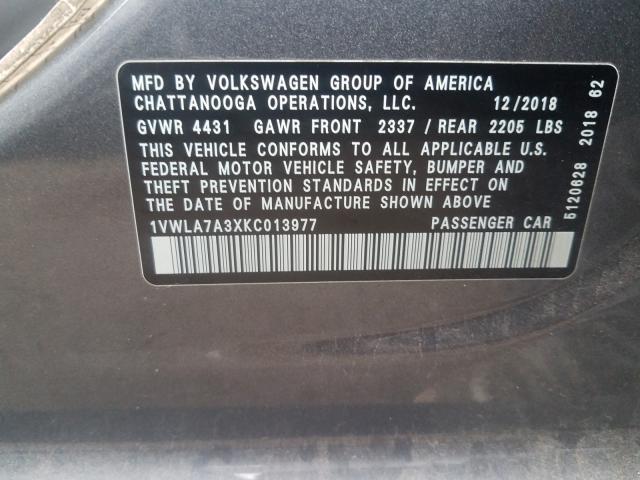 MFD BY VOLKSWAGEN GROUP OF AMERICA
CHATTANOOGA OPERATIONS, LLC. 12/2018
GVWR 4431 GAWR FRONT 2337 / REAR 2205 LBS
THIS VEHICLE CONFORMS TO ALL APPLICABLE U.S.
FEDERAL MOTOR VEHICLE SAFETY, BUMPER AND
THEFT PREVENTION STANDARDS IN EFFECT ON
THE DATE OF MANUFACTURE SHOWN ABOVE
1VWLA7A3XKC013977 PASSENGER CAR
5120628 2018 62